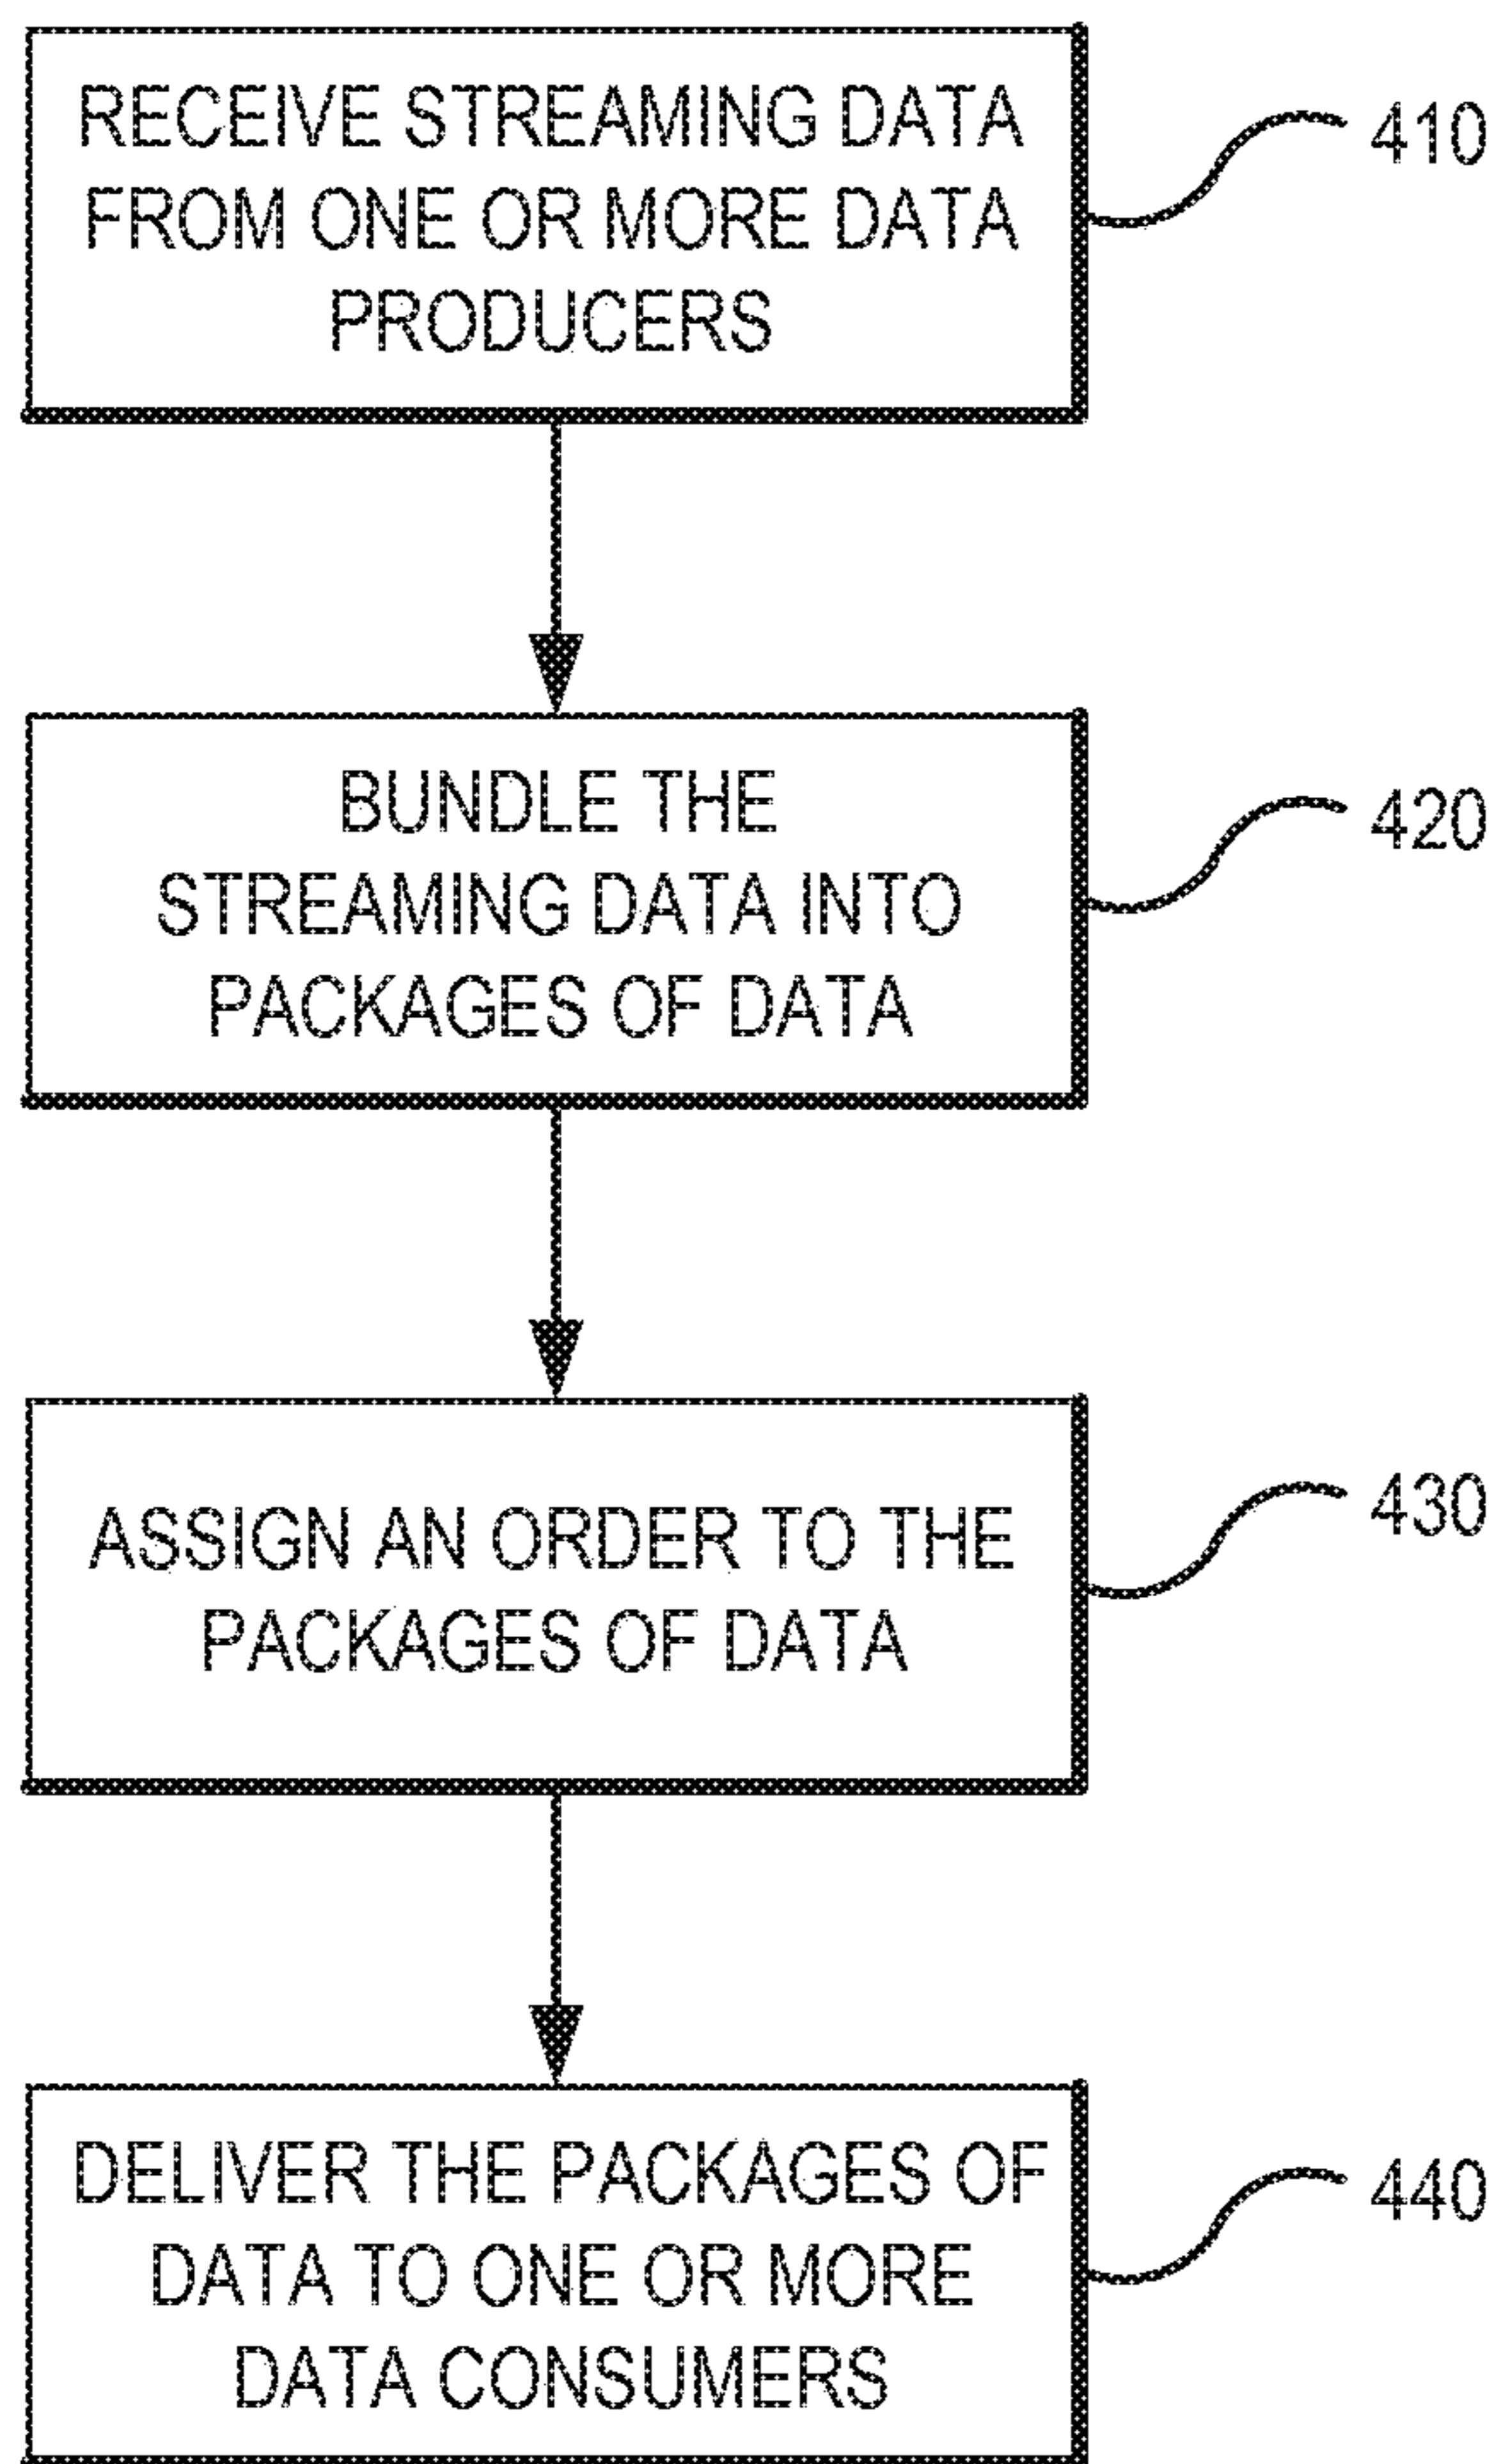 RECEIVE STREAMING DATA
FROM ONE OR MORE DATA
PRODUCERS
410
BUNDLE THE
STREAMING DATA INTO
PACKAGES OF DATA
420
ASSIGN AN ORDER TO THE
PACKAGES OF DATA
430
DELIVER THE PACKAGES OF
DATA TO ONE OR MORE
DATA CONSUMERS
440